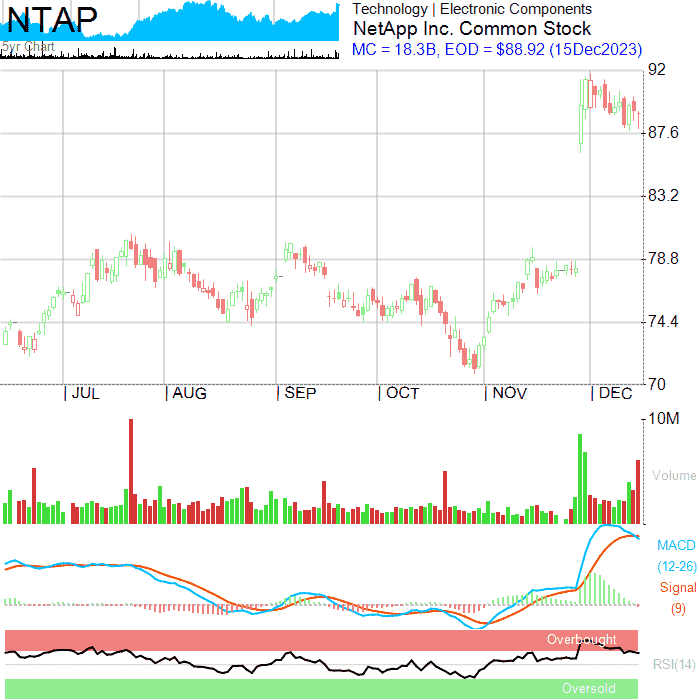 NTAP
5yr Chart
Technology | Electronic Components
NetApp Inc. Common Stock
MC = 18.3B, EOD = $88.92 (15Dec2023)
92
87.6
83.2
78.8
74.4
70
| JUL | AUG | SEP | OCT | NOV | DEC
10M
Volume
MACD
(12-26)
Signal
(9)
Overbought
RSI(14)
Oversold